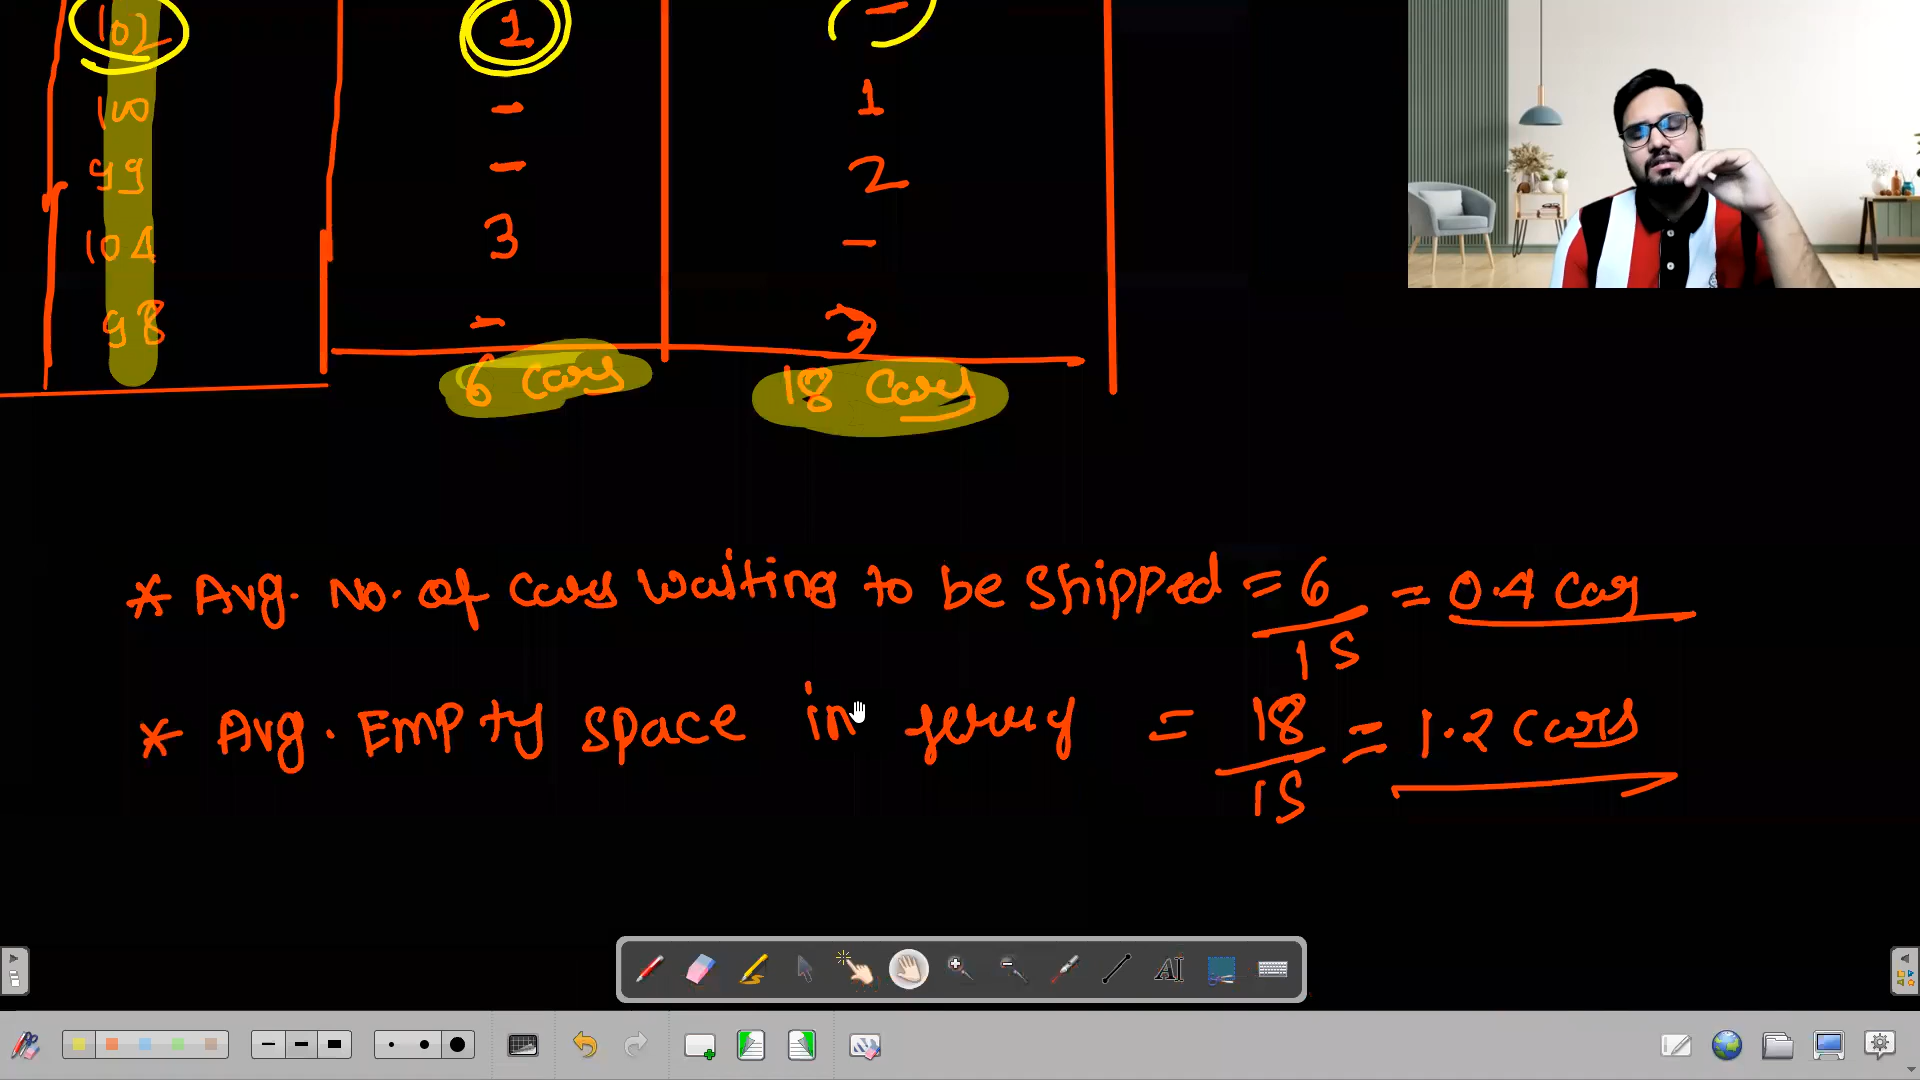 102 1 -
100 - 1
99 - 2
104 3 -
98 - 3
6 Cars 18 Cars
* Avg. No. of Cars waiting to be Shipped = 6/15 = 0.4 Car
* Avg. Empty space in ferry = 18/15 = 1.2 Cars